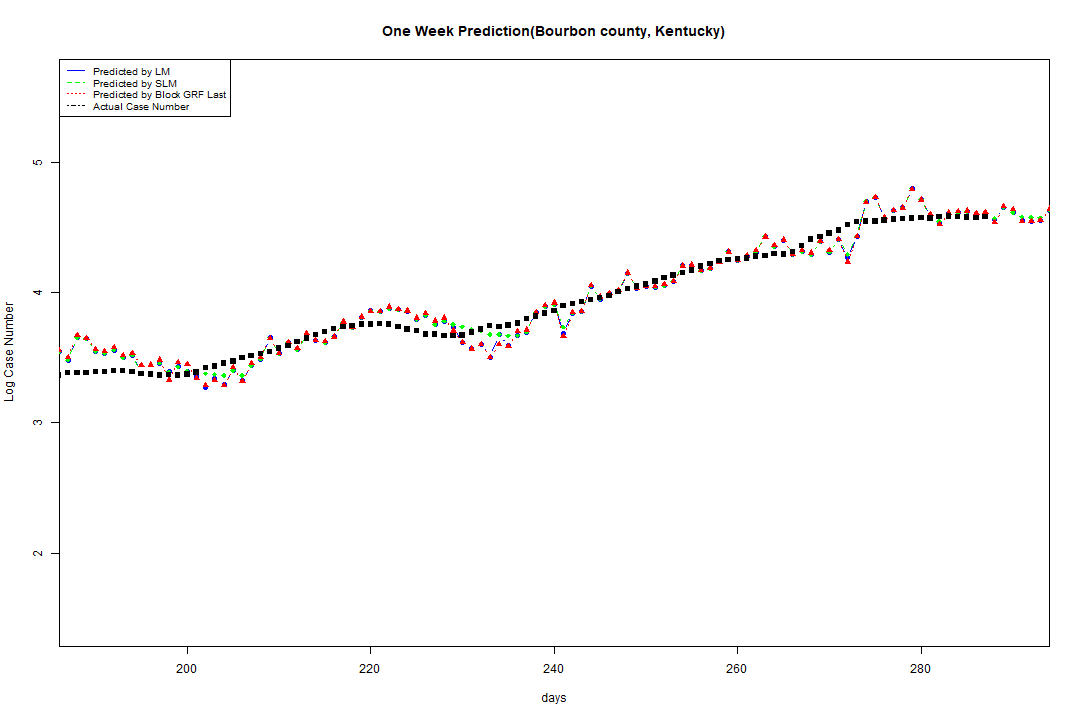 One Week Prediction(Bourbon county, Kentucky)
Predicted by LM
Predicted by SLM
Predicted by Block GRF Last
Actual Case Number
5
4
3
2
Log Case Number
200 220 240 260 280
days